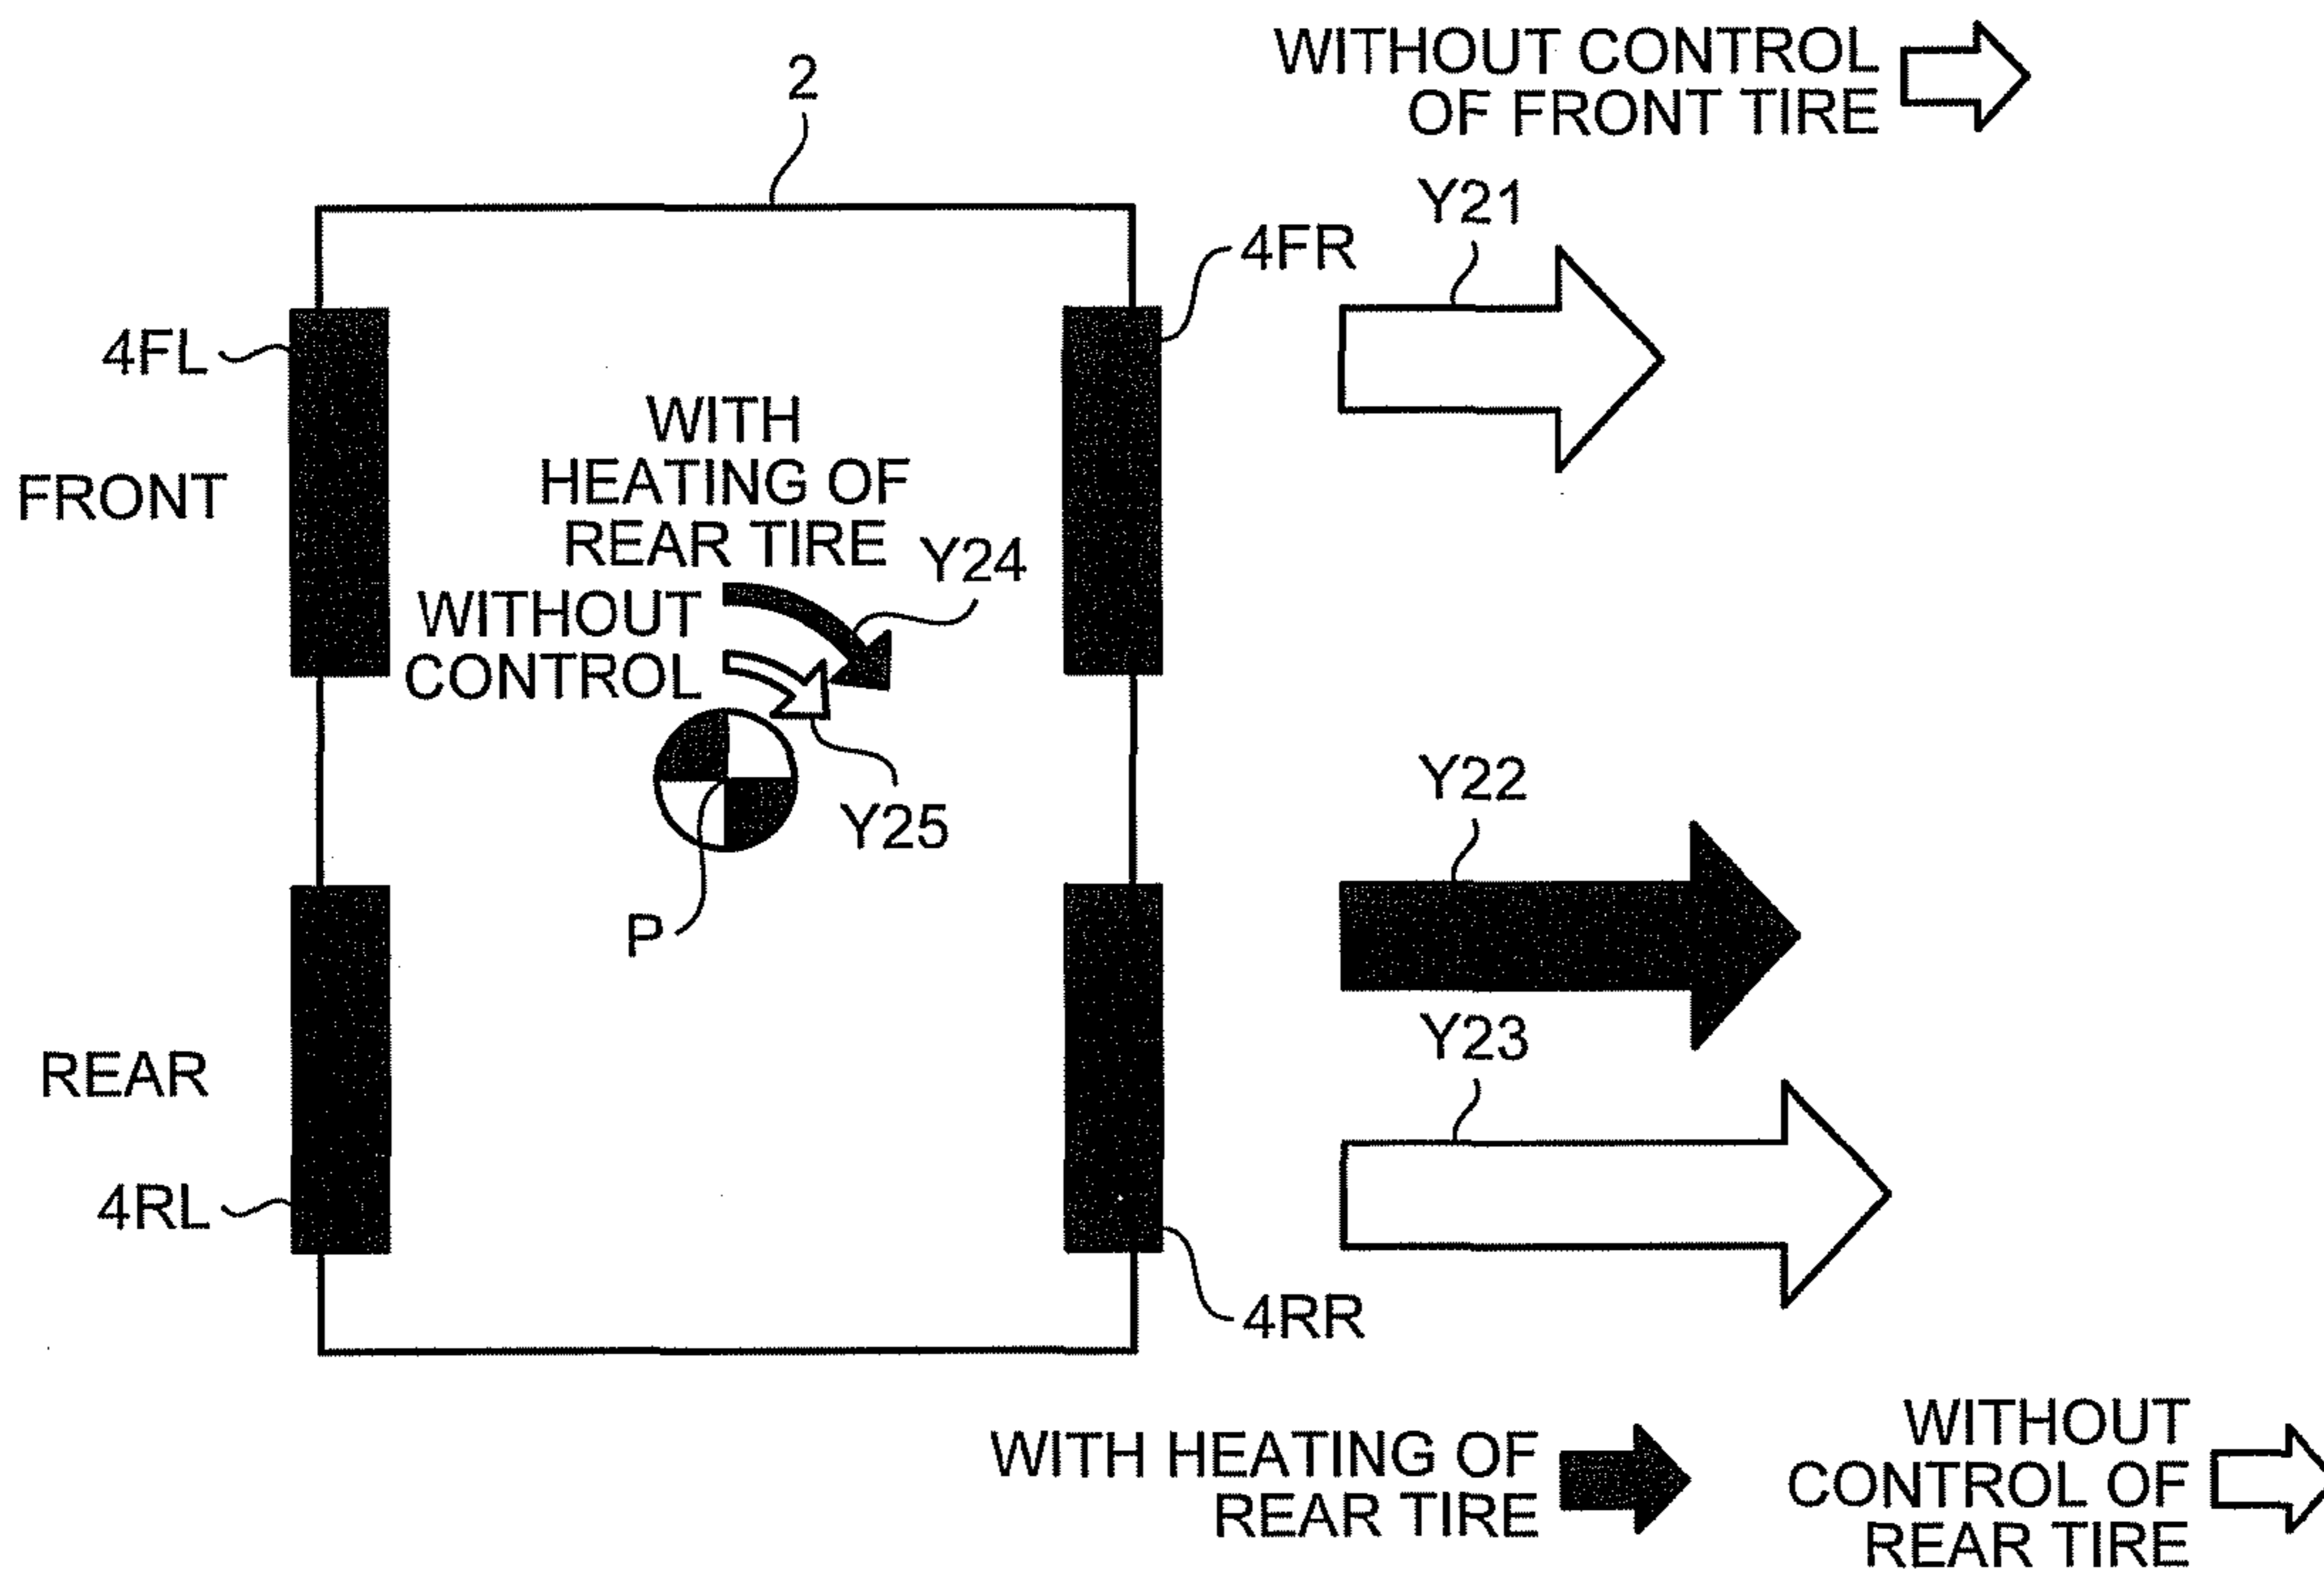 WITHOUT CONTROL
OF FRONT TIRE
2
Y21
4FR
4FL
WITH
HEATING OF
REAR TIRE
FRONT
Y24
WITHOUT
CONTROL
Y22
Y25
P
Y23
REAR
4RL
4RR
WITH HEATING OF
REAR TIRE
WITHOUT
CONTROL OF
REAR TIRE